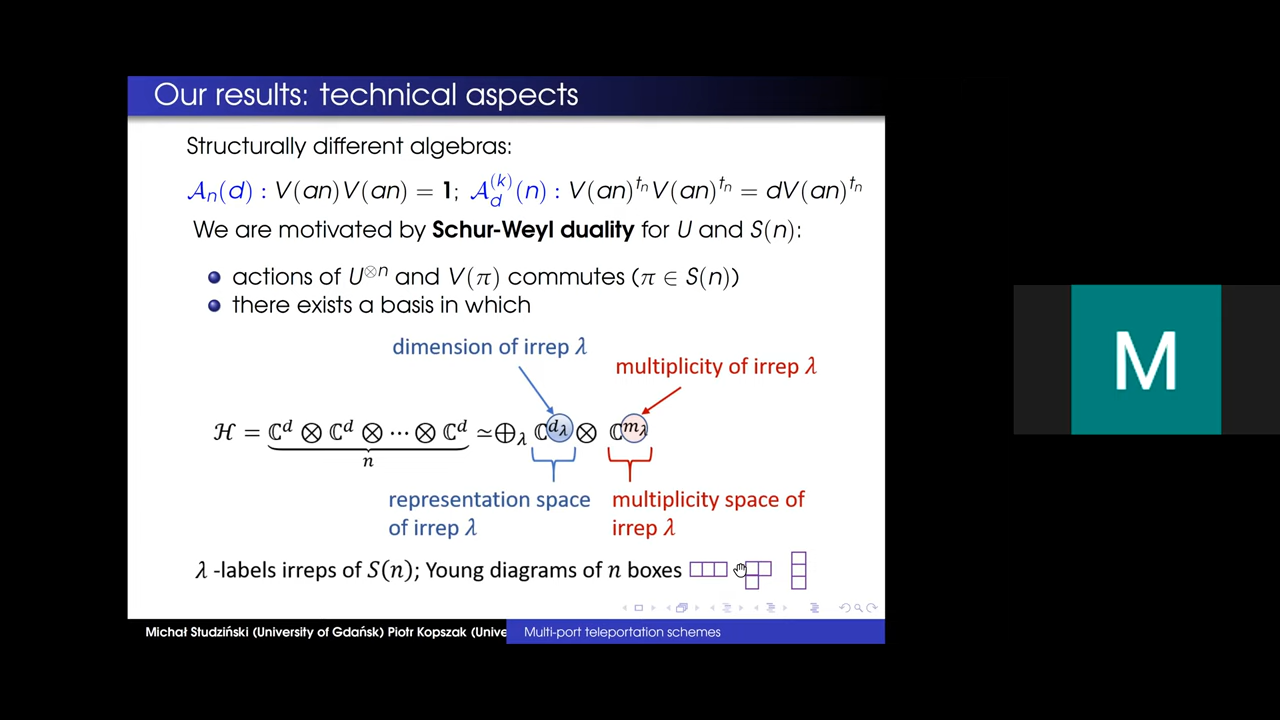 Our results: technical aspects
Structurally different algebras:
𝒜ₙ(d) : V(an)V(an) = 1; 𝒜_d^{(k)}(n) : V(an)^{tₙ}V(an)^{tₙ} = dV(an)^{tₙ}
We are motivated by Schur-Weyl duality for U and S(n):
actions of U^{⊗n} and V(π) commutes (π ∈ S(n))
there exists a basis in which
dimension of irrep λ
multiplicity of irrep λ
ℋ = ℂ^d ⊗ ℂ^d ⊗ ⋯ ⊗ ℂ^d ≃ ⊕_λ ℂ^{d_λ} ⊗ ℂ^{m_λ}
n
representation space
of irrep λ
multiplicity space of
irrep λ
λ -labels irreps of S(n); Young diagrams of n boxes
Michał Studziński (University of Gdańsk) Piotr Kopszak (Unive
Multi-port teleportation schemes
M